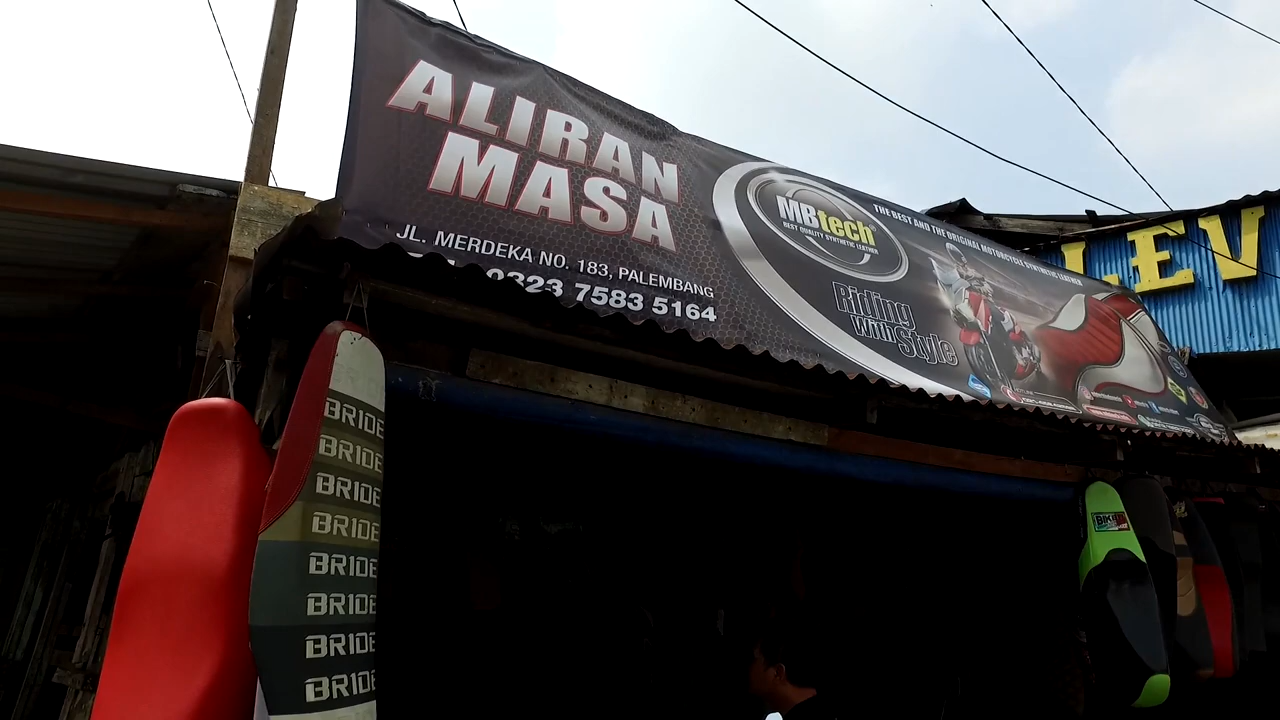 ALIRAN
MASA
JL. MERDEKA NO. 183, PALEMBANG
0823 7583 5164
MBtech
BEST QUALITY SYNTHETIC LEATHER
THE BEST AND THE ORIGINAL MOTORCYCLE SYNTHETIC LEATHER
Riding
With Style
LEV
BRIDE
BRIDE
BRIDE
BRIDE
BRIDE
BRIDE
BRIDE
BRIDE